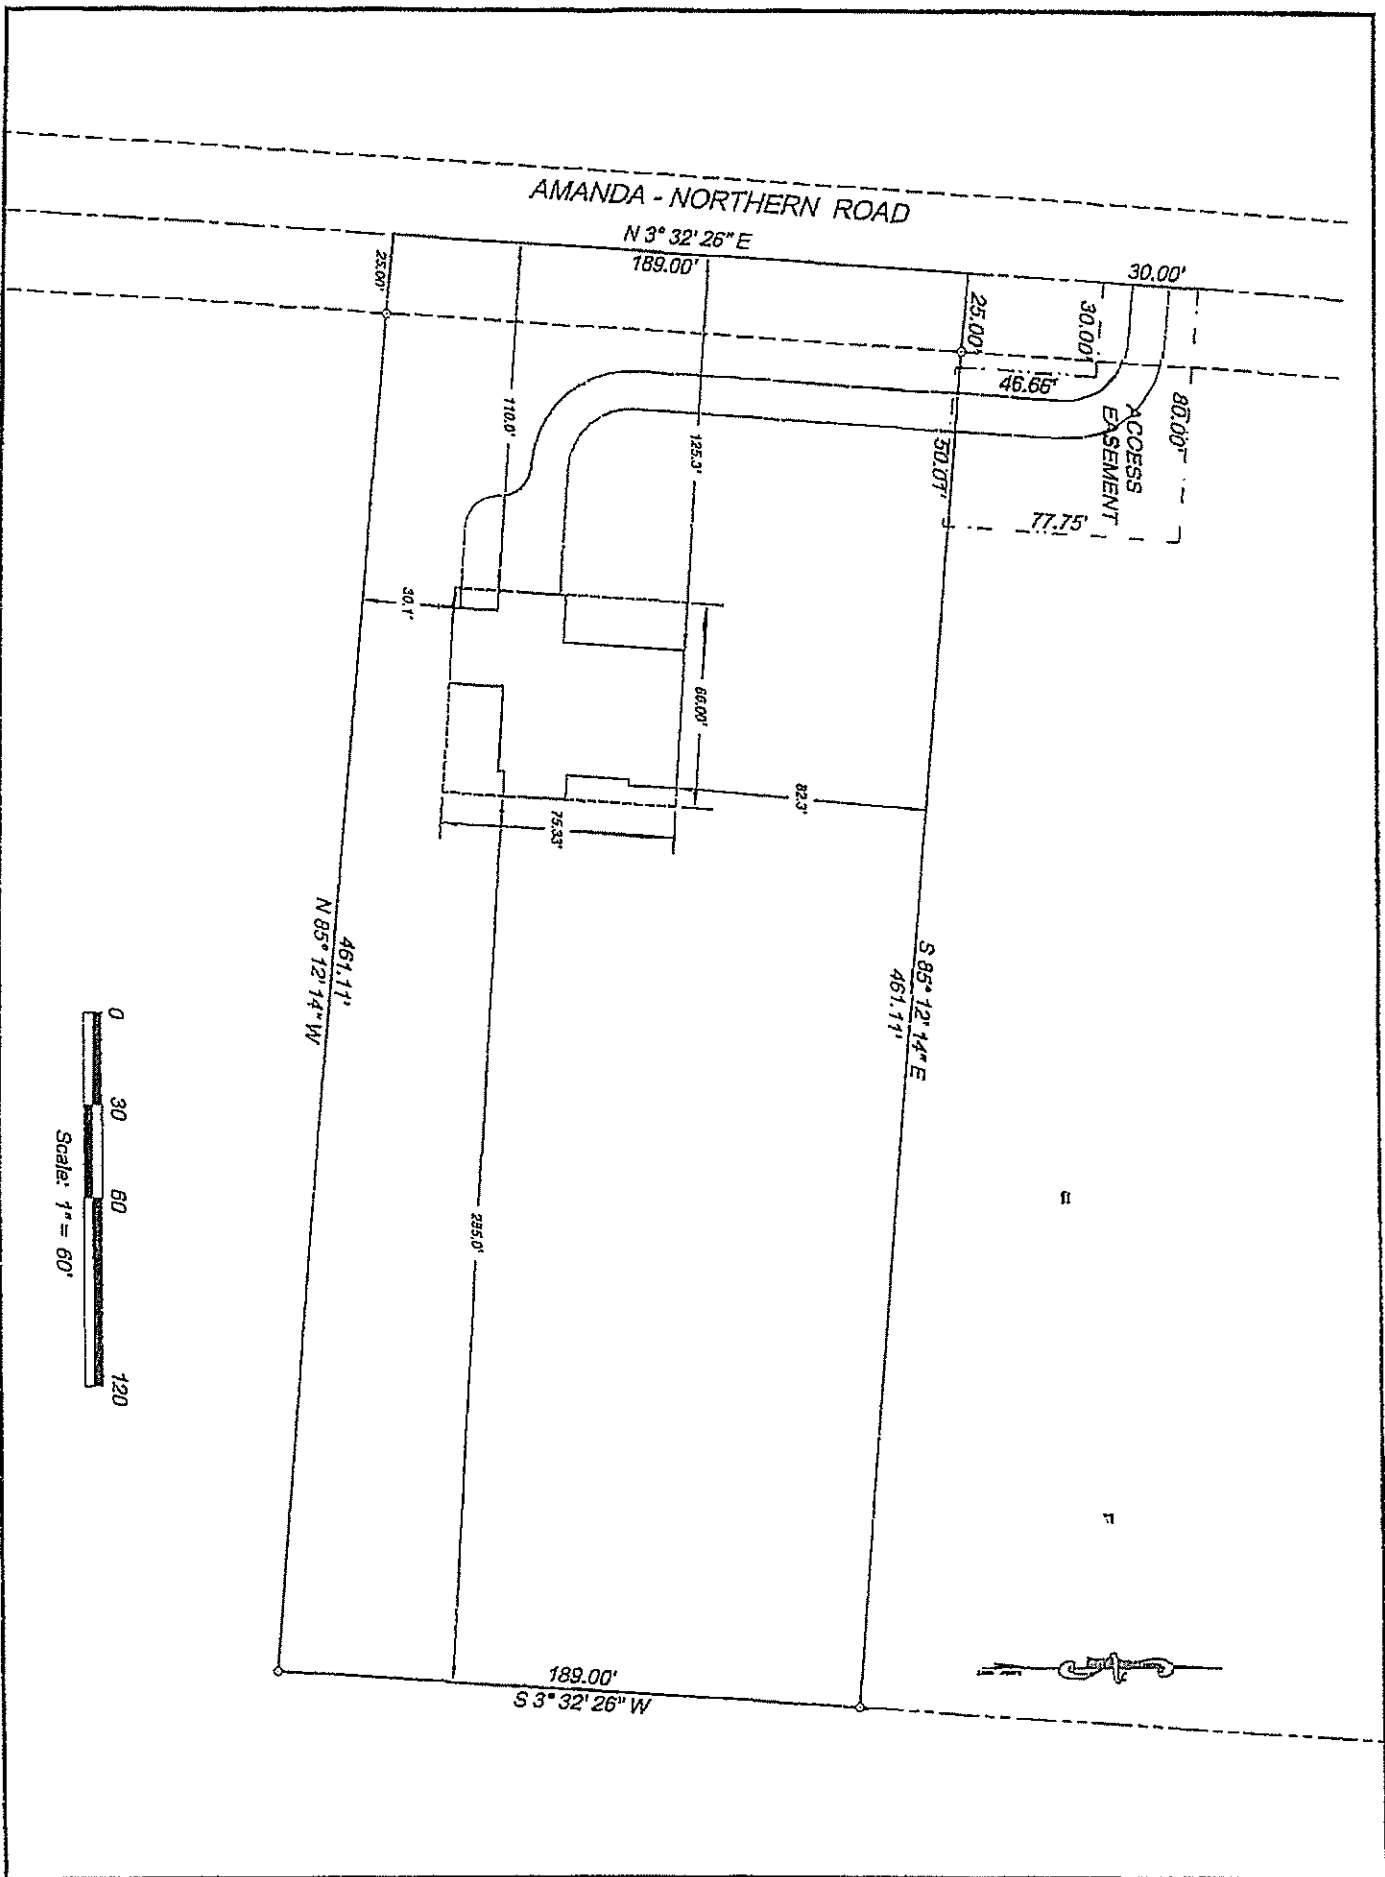 AMANDA - NORTHERN ROAD
N 3° 32' 26" E
189.00'
30.00'
25.00'
25.00'
30.00'
46.66'
80.00'
ACCESS
EASEMENT
50.01'
77.75'
110.0'
125.3'
30.1'
66.00'
82.3'
75.33'
S 85° 12' 14" E
461.11'
461.11'
N 85° 12' 14" W
0
30
60
120
Scale: 1" = 60'
189.00'
S 3° 32' 26" W